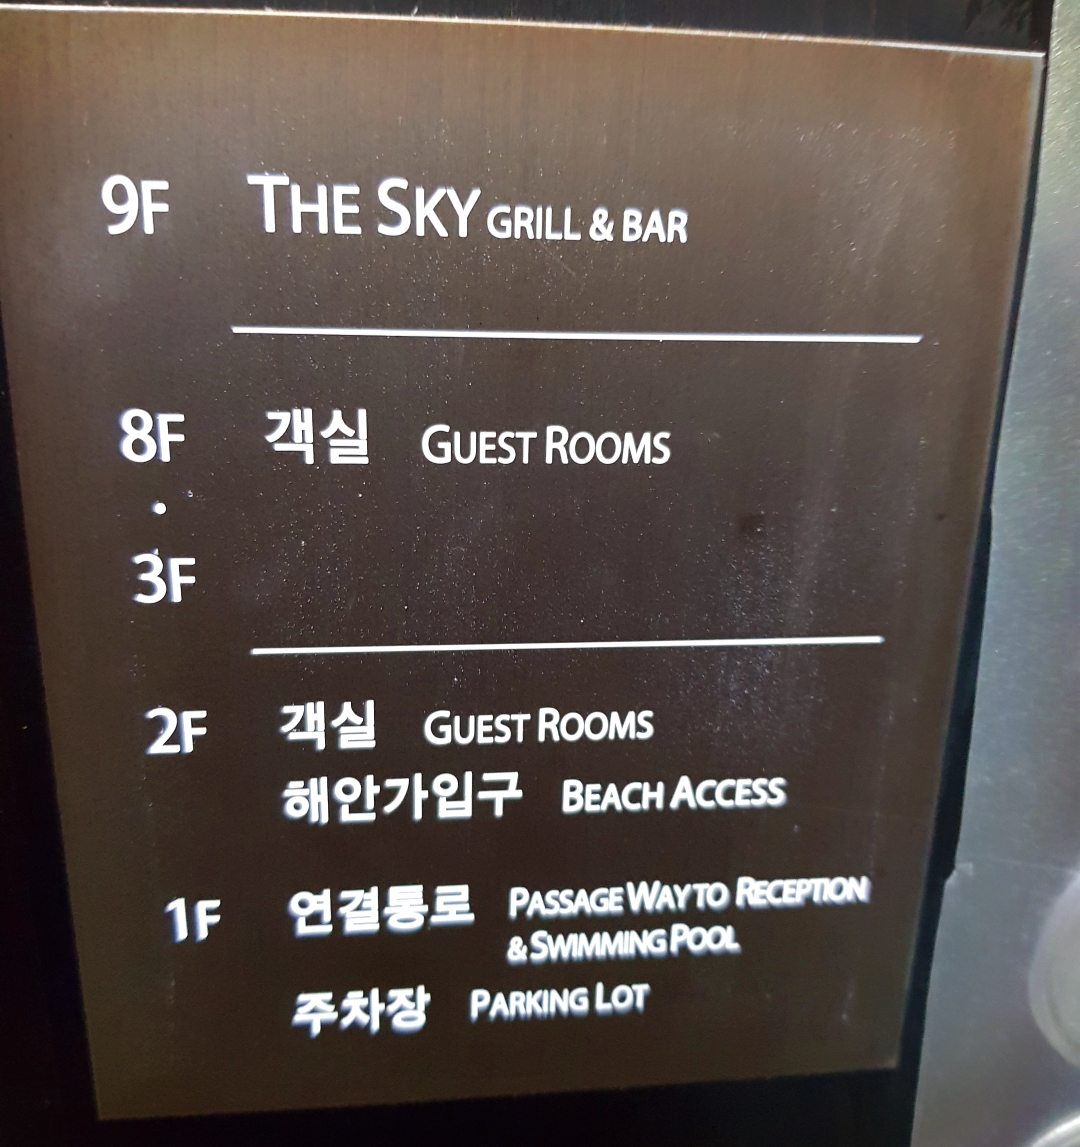 9F THE SKY GRILL & BAR
8F 객실 GUEST ROOMS
·
3F
2F 객실 GUEST ROOMS
해안가입구 BEACH ACCESS
1F 연결통로 PASSAGE WAY TO RECEPTION
& SWIMMING POOL
주차장 PARKING LOT